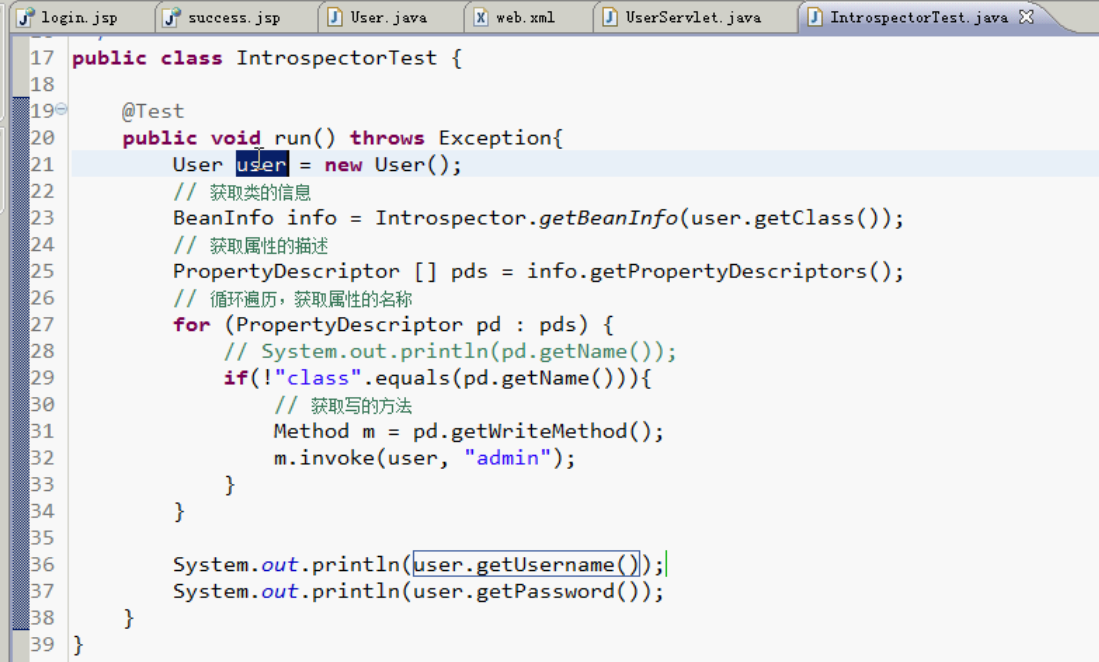 login.jsp success.jsp User.java web.xml UserServlet.java IntrospectorTest.java
17 public class IntrospectorTest {
18
19 @Test
20 public void run() throws Exception{
21 User user = new User();
22 // 获取类的信息
23 BeanInfo info = Introspector.getBeanInfo(user.getClass());
24 // 获取属性的描述
25 PropertyDescriptor [] pds = info.getPropertyDescriptors();
26 // 循环遍历，获取属性的名称
27 for (PropertyDescriptor pd : pds) {
28 // System.out.println(pd.getName());
29 if(!"class".equals(pd.getName())){
30 // 获取写的方法
31 Method m = pd.getWriteMethod();
32 m.invoke(user, "admin");
33 }
34 }
35
36 System.out.println(user.getUsername());
37 System.out.println(user.getPassword());
38 }
39 }